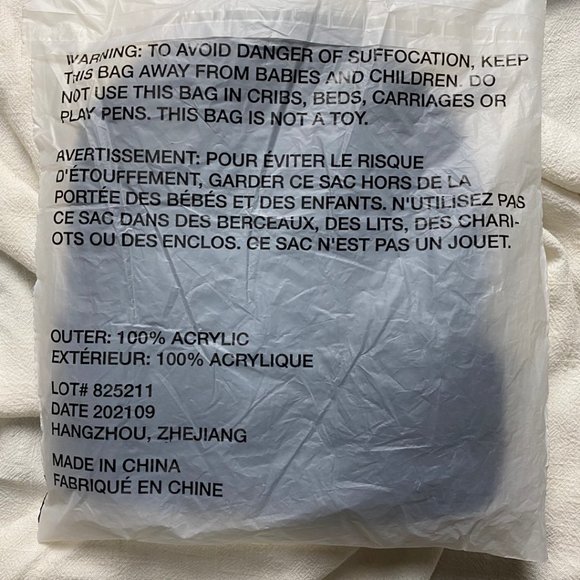 WARNING: TO AVOID DANGER OF SUFFOCATION, KEEP
THIS BAG AWAY FROM BABIES AND CHILDREN. DO
NOT USE THIS BAG IN CRIBS, BEDS, CARRIAGES OR
PLAY PENS. THIS BAG IS NOT A TOY.
AVERTISSEMENT: POUR ÉVITER LE RISQUE
D'ÉTOUFFEMENT, GARDER CE SAC HORS DE LA
PORTÉE DES BÉBÉS ET DES ENFANTS. N'UTILISEZ PAS
CE SAC DANS DES BERCEAUX, DES LITS, DES CHARI-
OTS OU DES ENCLOS. CE SAC N'EST PAS UN JOUET.
OUTER: 100% ACRYLIC
EXTÉRIEUR: 100% ACRYLIQUE
LOT# 825211
DATE 202109
HANGZHOU, ZHEJIANG
MADE IN CHINA
FABRIQUÉ EN CHINE